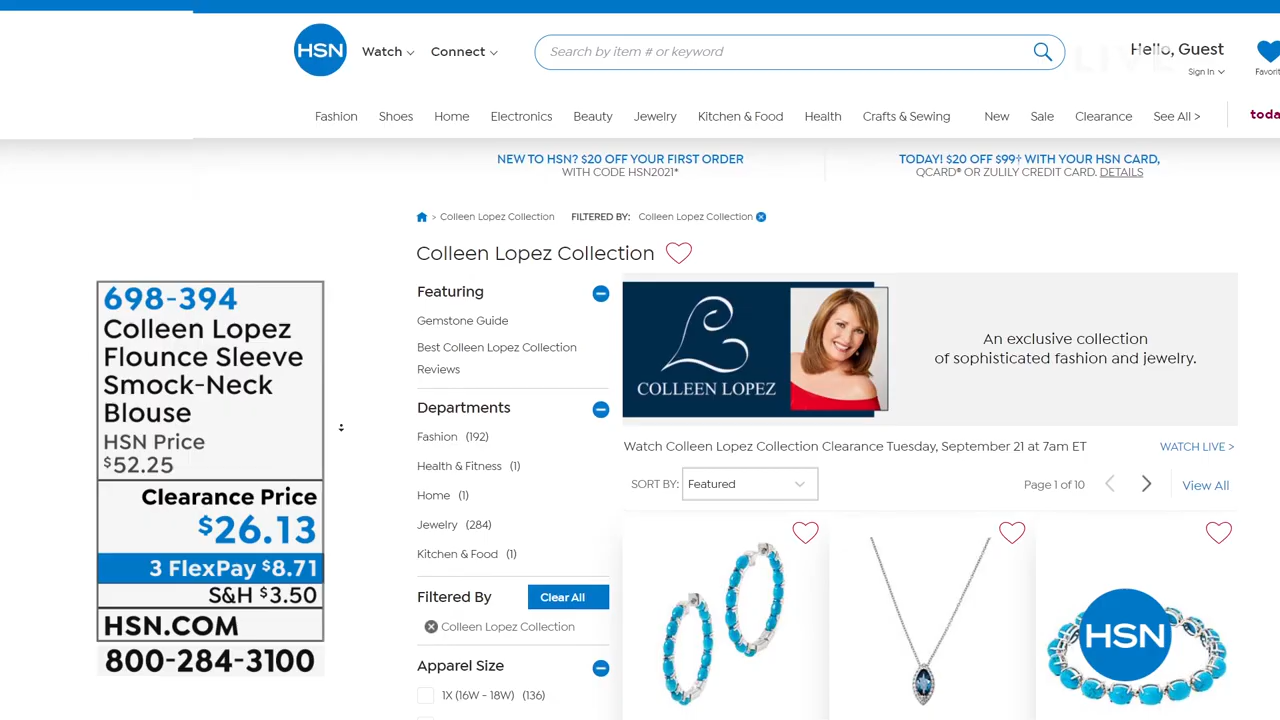 HSN
Watch
Connect
Search by item # or keyword
LIVE
Hello, Guest
Sign In
Favori
Fashion
Shoes
Home
Electronics
Beauty
Jewelry
Kitchen & Food
Health
Crafts & Sewing
New
Sale
Clearance
See All >
toda
NEW TO HSN? $20 OFF YOUR FIRST ORDER
WITH CODE HSN2021*
TODAY! $20 OFF $99† WITH YOUR HSN CARD,
QCARD® OR ZULILY CREDIT CARD. DETAILS
> Colleen Lopez Collection
FILTERED BY:
Colleen Lopez Collection
Colleen Lopez Collection
698-394
Colleen Lopez
Flounce Sleeve
Smock-Neck
Blouse
HSN Price
$52.25
Clearance Price
$26.13
3 FlexPay $8.71
S&H $3.50
HSN.COM
800-284-3100
Featuring
Gemstone Guide
Best Colleen Lopez Collection
Reviews
Departments
Fashion (192)
Health & Fitness (1)
Home (1)
Jewelry (284)
Kitchen & Food (1)
Filtered By
Clear All
Colleen Lopez Collection
Apparel Size
1X (16W - 18W) (136)
COLLEEN LOPEZ
An exclusive collection
of sophisticated fashion and jewelry.
Watch Colleen Lopez Collection Clearance Tuesday, September 21 at 7am ET
WATCH LIVE >
SORT BY:
Featured
Page 1 of 10
View All
HSN